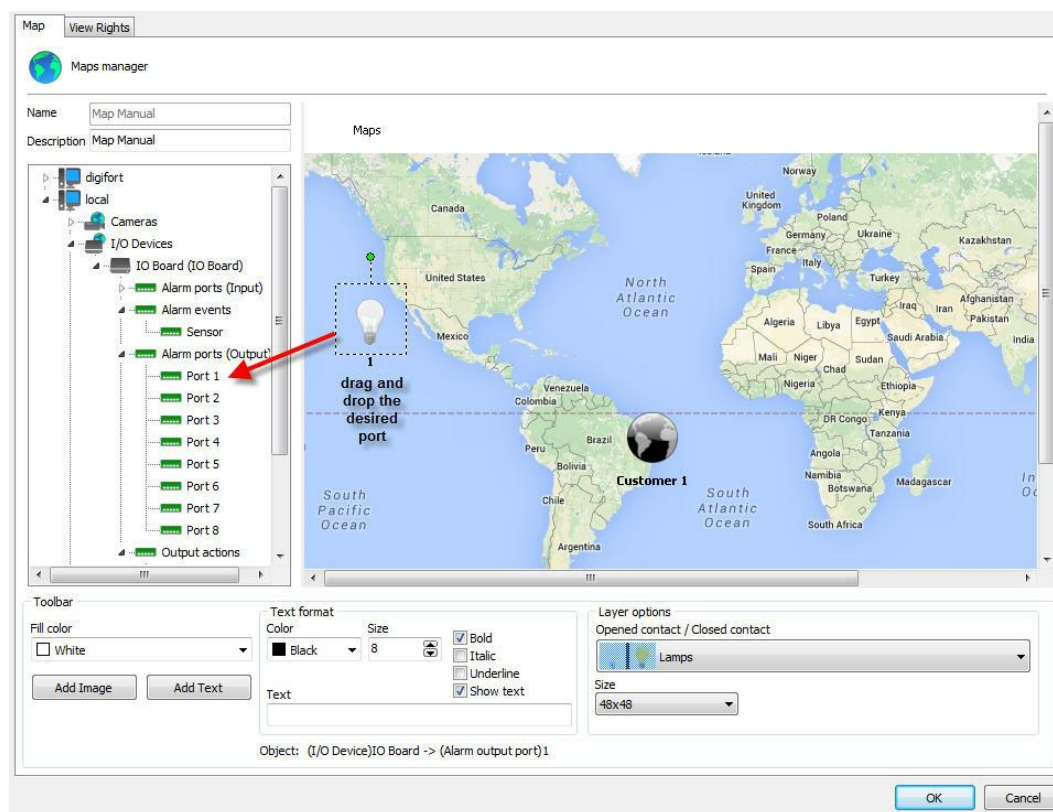 Map
View Rights
Maps manager
Name
Map Manual
Description
Map Manual
digifort
local
Cameras
I/O Devices
IO Board (IO Board)
Alarm ports (Input)
Alarm events
Sensor
Alarm ports (Output)
Port 1
Port 2
Port 3
Port 4
Port 5
Port 6
Port 7
Port 8
Output actions
Maps
Norway
Canada
United
Kingdom
Poland
Germany
Ukraine
Kazakhstan
France
Italy
Spain
Turkey
United States
North
Atlantic
Ocean
Iraq
Iran
Afghanistan
Pakistan
Algeria
Libya
Egypt
Saudi Arabia
India
Mexico
Mali
Niger
Chad
Sudan
1
drag and
drop the
desired
port
Venezuela
Colombia
Nigeria
Ethiopia
DR Congo
Kenya
Tanzania
Peru
Brazil
Bolivia
Angola
Customer 1
Namibia
Botswana
Madagascar
South
Pacific
Ocean
Chile
South
Atlantic
Ocean
South Africa
In
Oc
Argentina
Toolbar
Fill color
White
Add Image
Add Text
Text format
Color
Size
Black
8
Bold
Italic
Underline
Show text
Text
Layer options
Opened contact / Closed contact
Lamps
Size
48x48
Object: (I/O Device)IO Board -> (Alarm output port)1
OK
Cancel